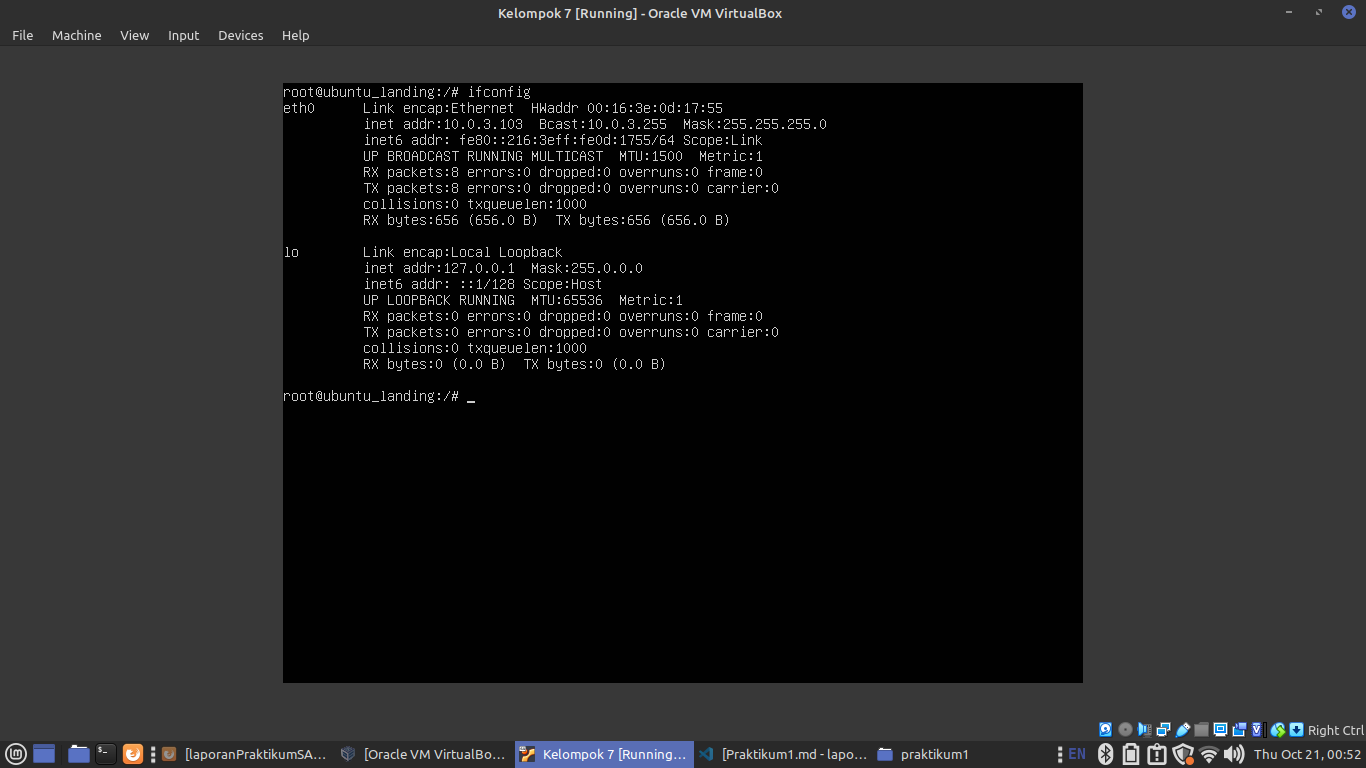 Kelompok 7 [Running] - Oracle VM VirtualBox
File Machine View Input Devices Help
root@ubuntu_landing:/# ifconfig
eth0      Link encap:Ethernet  HWaddr 00:16:3e:0d:17:55
          inet addr:10.0.3.103  Bcast:10.0.3.255  Mask:255.255.255.0
          inet6 addr: fe80::216:3eff:fe0d:1755/64 Scope:Link
          UP BROADCAST RUNNING MULTICAST  MTU:1500  Metric:1
          RX packets:8 errors:0 dropped:0 overruns:0 frame:0
          TX packets:8 errors:0 dropped:0 overruns:0 carrier:0
          collisions:0 txqueuelen:1000
          RX bytes:656 (656.0 B)  TX bytes:656 (656.0 B)
lo        Link encap:Local Loopback
          inet addr:127.0.0.1  Mask:255.0.0.0
          inet6 addr: ::1/128 Scope:Host
          UP LOOPBACK RUNNING  MTU:65536  Metric:1
          RX packets:0 errors:0 dropped:0 overruns:0 frame:0
          TX packets:0 errors:0 dropped:0 overruns:0 carrier:0
          collisions:0 txqueuelen:1000
          RX bytes:0 (0.0 B)  TX bytes:0 (0.0 B)
root@ubuntu_landing:/# _
Right Ctrl
[laporanPraktikumSA... [Oracle VM VirtualBo... Kelompok 7 [Running... [Praktikum1.md - lapo... praktikum1 EN Thu Oct 21, 00:52